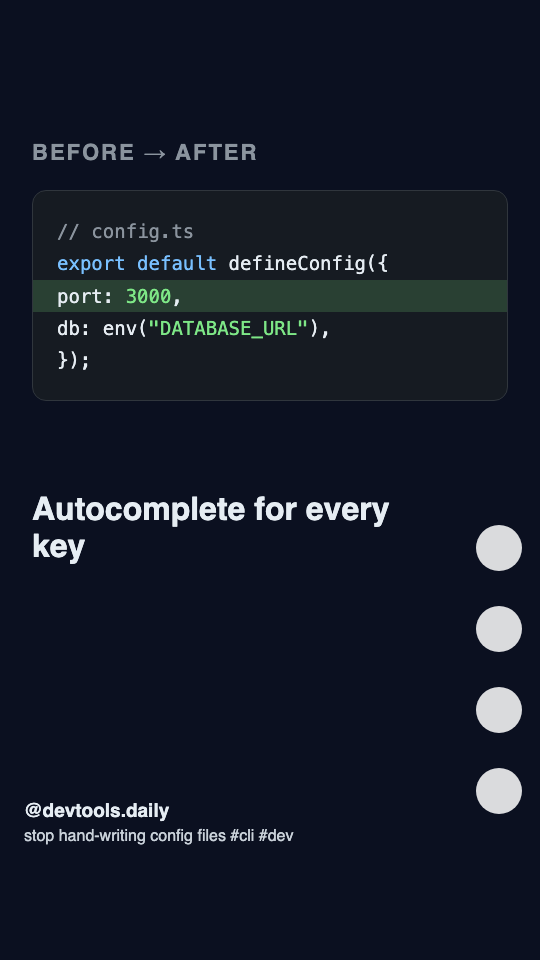 BEFORE → AFTER
// config.ts
export default defineConfig({
port: 3000,
db: env("DATABASE_URL"),
});
Autocomplete for every
key
@devtools.daily
stop hand-writing config files #cli #dev